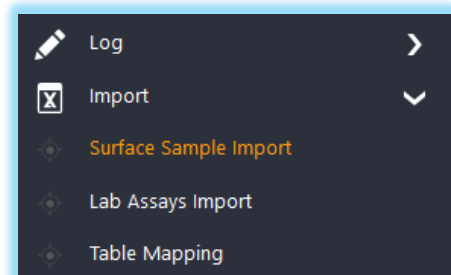 Log
Import
Surface Sample Import
Lab Assays Import
Table Mapping